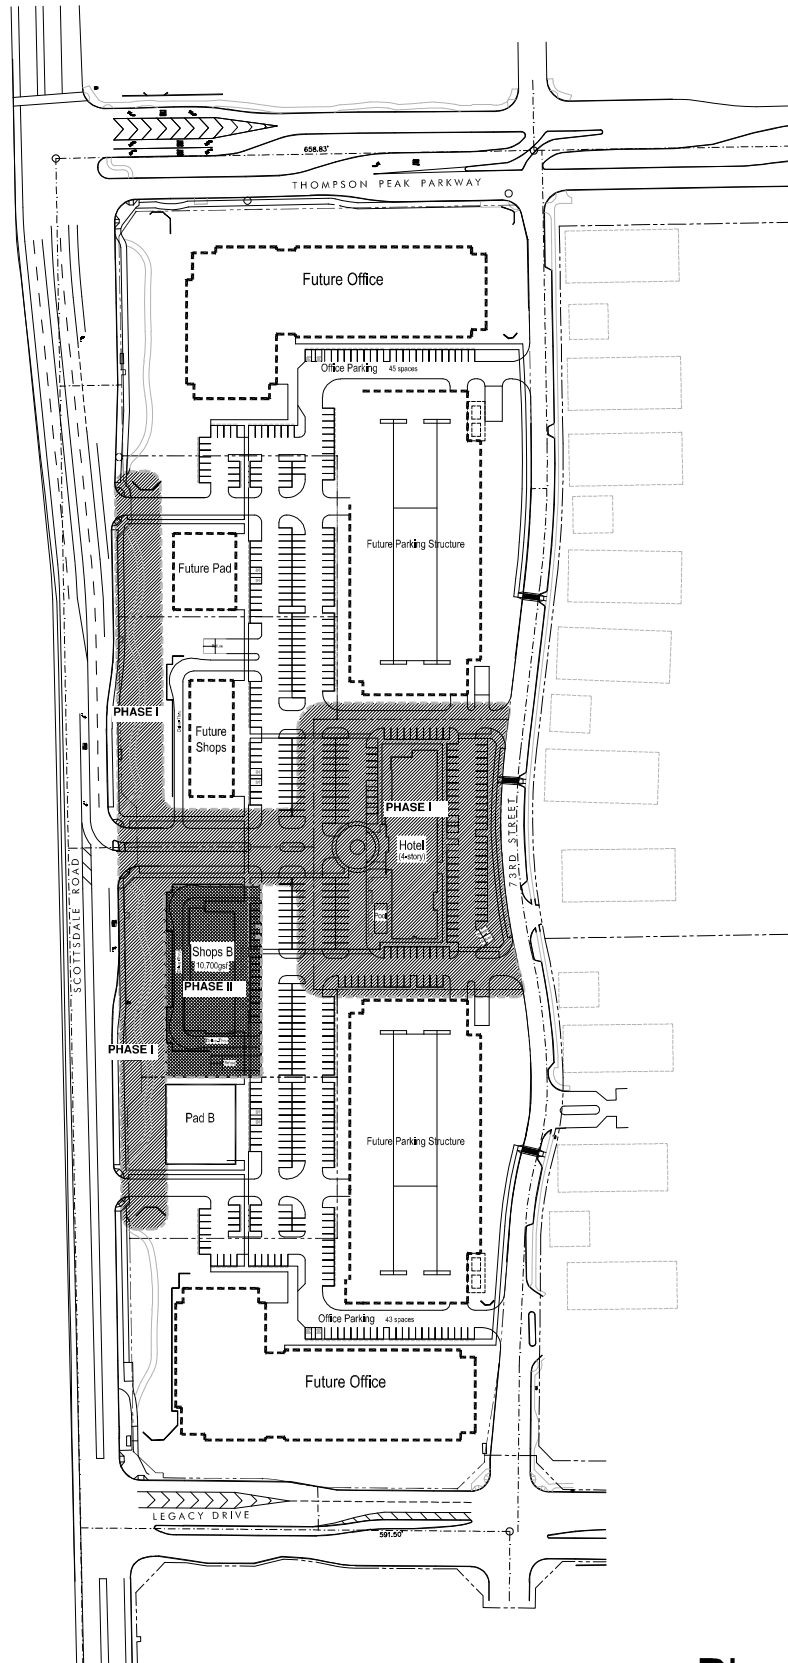 658.83'
THOMPSON PEAK PARKWAY
Future Office
Office Parking 45 spaces
Future Parking Structure
Future Pad
PHASE I
Future
Shops
PHASE I
Hotel
(4-story)
73RD STREET
SCOTTSDALE ROAD
Pool
Shops B
10,700gsf
PHASE II
PHASE I
Pad B
Future Parking Structure
Office Parking 43 spaces
Future Office
LEGACY DRIVE
591.50'